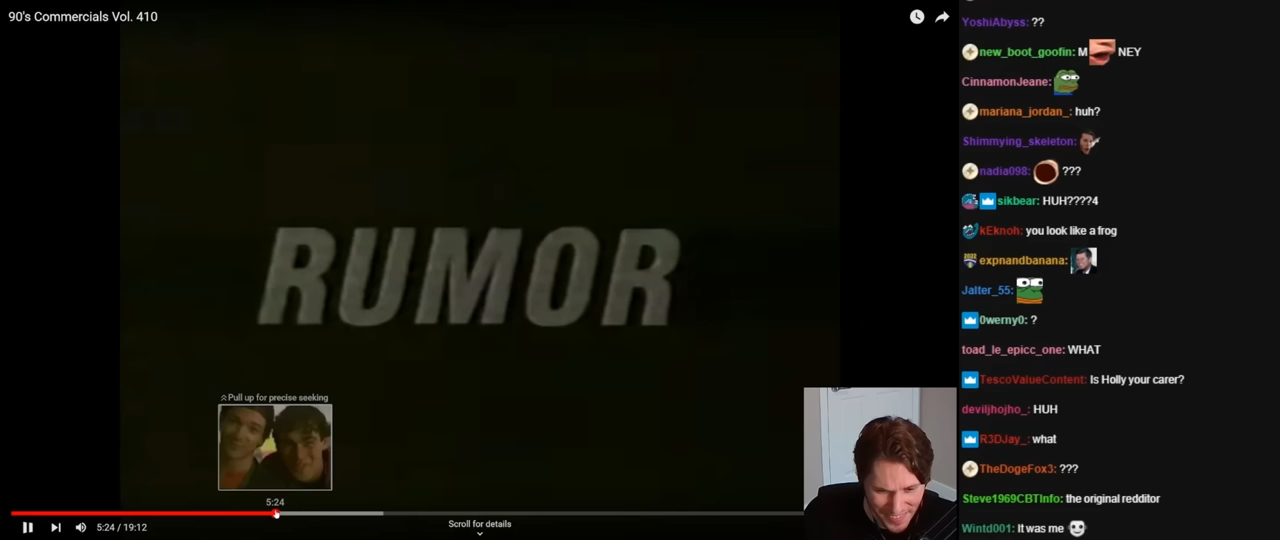 90's Commercials Vol. 410
RUMOR
Pull up for precise seeking
5:24
5:24 / 19:12
Scroll for details
YoshiAbyss: ??
new_boot_goofin: M NEY
CinnamonJeane:
mariana_jordan_: huh?
Shimmying_skeleton:
nadia098: ???
sikbear: HUH????4
kEknoh: you look like a frog
expnandbanana:
Jalter_55:
0werny0: ?
toad_le_epicc_one: WHAT
TescoValueContent: Is Holly your carer?
deviljhojho_: HUH
R3DJay_: what
TheDogeFox3: ???
Steve1969CBTInfo: the original redditor
Wintd001: It was me